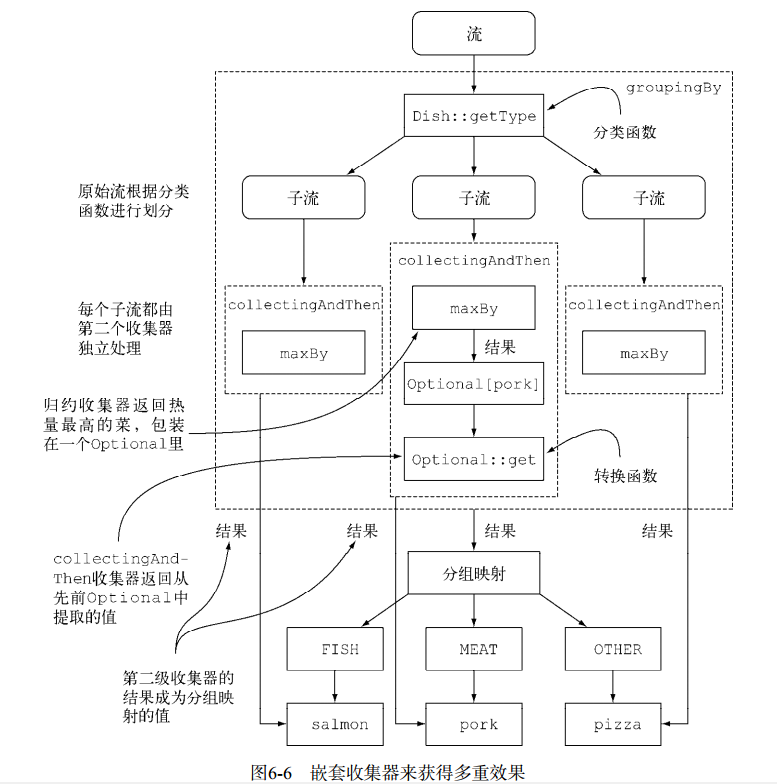 流
groupingBy
Dish::getType
分类函数
原始流根据分类
函数进行划分
子流
子流
子流
collectingAndThen
collectingAndThen
collectingAndThen
每个子流都由
第二个收集器
独立处理
maxBy
maxBy
maxBy
结果
Optional[pork]
归约收集器返回热
量最高的菜，包装
在一个Optional里
Optional::get
转换函数
结果
结果
结果
结果
collectingAnd-
Then收集器返回从
先前Optional中
提取的值
分组映射
FISH
MEAT
OTHER
第二级收集器的
结果成为分组映
射的值
salmon
pork
pizza
图6-6 嵌套收集器来获得多重效果